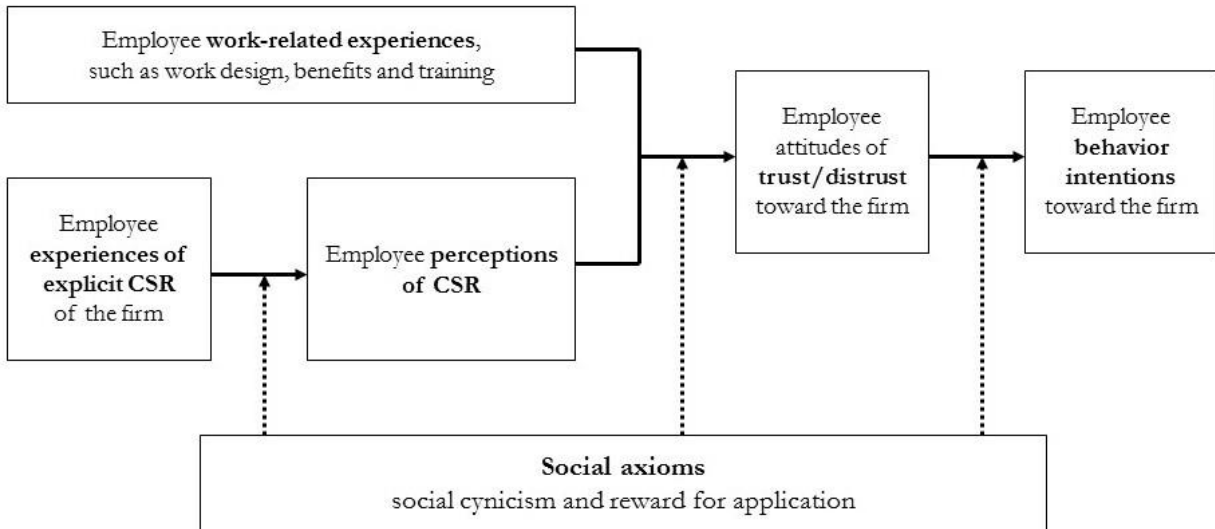 Employee work-related experiences,
such as work design, benefits and training
Employee
experiences of
explicit CSR
of the firm
Employee perceptions
of CSR
Employee
attitudes of
trust/distrust
toward the firm
Employee
behavior
intentions
toward the firm
Social axioms
social cynicism and reward for application